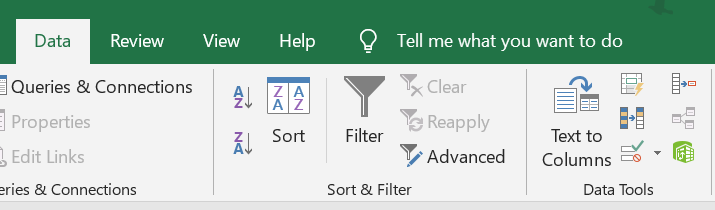 Data Review View Help Tell me what you want to do
Queries & Connections
Properties
Edit Links
eries & Connections
A
Z
Z
A
Z A
A Z
Sort
Filter
Clear
Reapply
Advanced
Sort & Filter
Text to
Columns
Data Tools